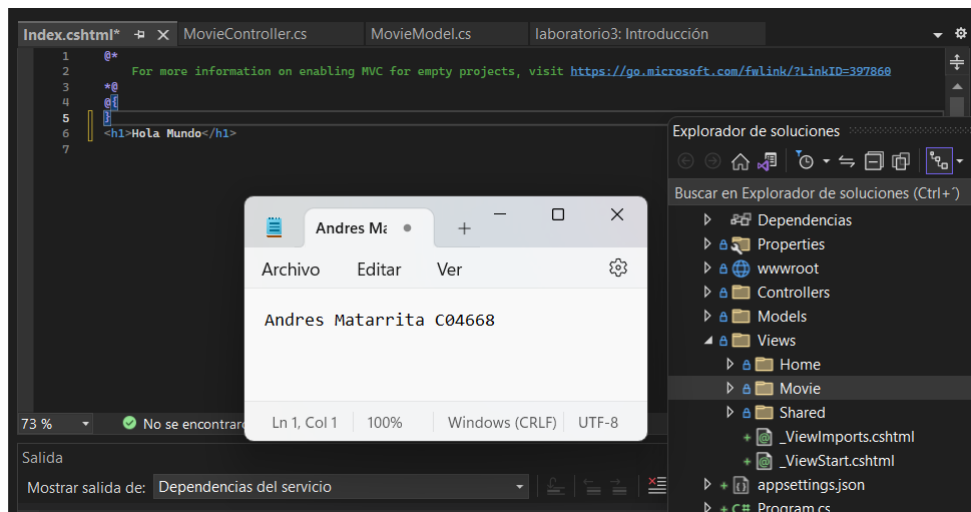 Index.cshtml* MovieController.cs MovieModel.cs laboratorio3: Introducción
1 @*
2 For more information on enabling MVC for empty projects, visit https://go.microsoft.com/fwlink/?LinkID=397860
3 *@
4 @{
5 }
6 <h1>Hola Mundo</h1>
7
Explorador de soluciones
Buscar en Explorador de soluciones (Ctrl+´)
Dependencias
Properties
wwwroot
Controllers
Models
Views
Home
Movie
Shared
_ViewImports.cshtml
_ViewStart.cshtml
appsettings.json
C# Program.cs
Andres
Archivo Editar Ver
Andres Matarrita C04668
Ln 1, Col 1 100% Windows (CRLF) UTF-8
73 % No se
Salida
Mostrar salida de: Dependencias del servicio